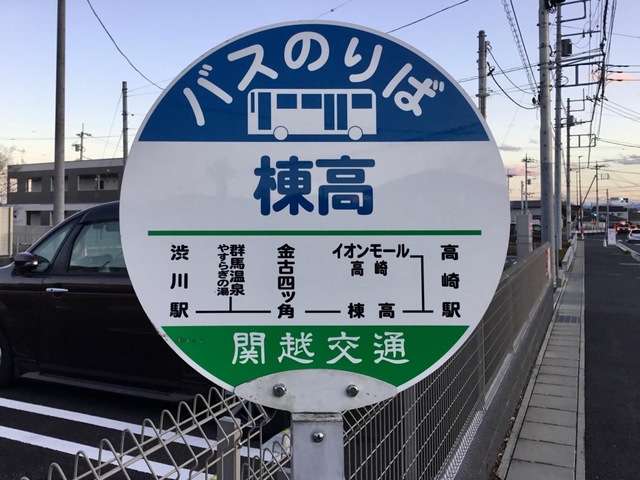 バスのりば
棟高
渋川駅
群馬温泉
やすらぎの湯
金古四ッ角
イオンモール
高崎
棟高
高崎駅
関越交通